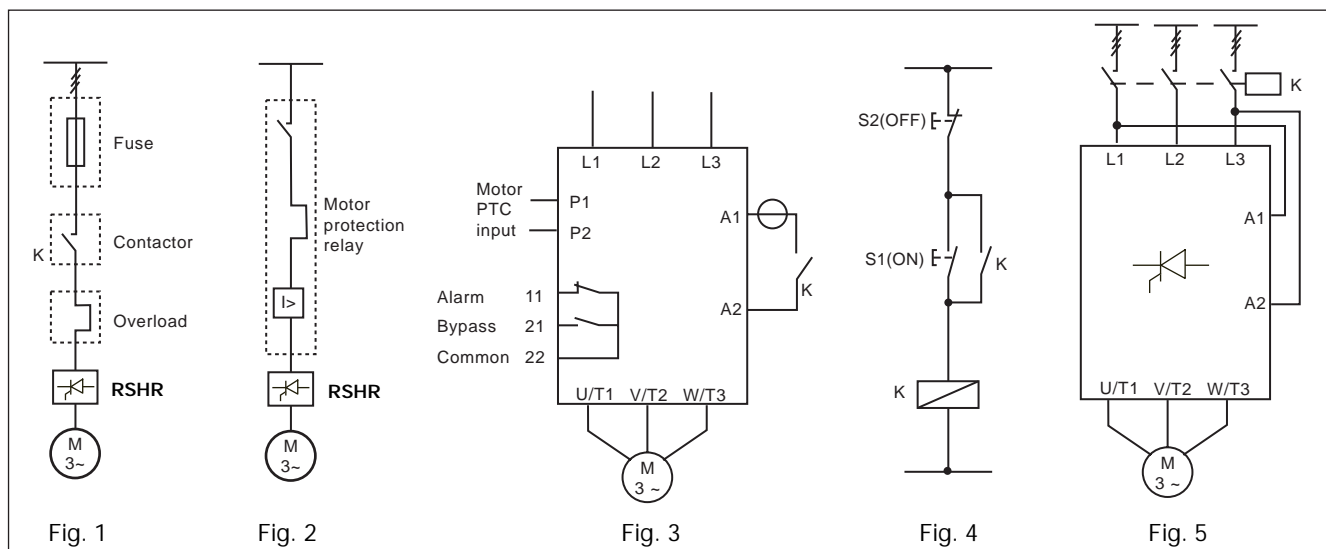 Fuse
K
Contactor
Overload
RSHR
M
3~
Fig. 1
Motor
protection
relay
I>
RSHR
M
3~
Fig. 2
L1 L2 L3
Motor
PTC
input
P1
P2
A1
K
A2
Alarm 11
Bypass 21
Common 22
U/T1 V/T2 W/T3
M
3 ~
Fig. 3
S2(OFF)
S1(ON)
K
K
Fig. 4
K
L1 L2 L3
A1
A2
U/T1 V/T2 W/T3
M
3 ~
Fig. 5